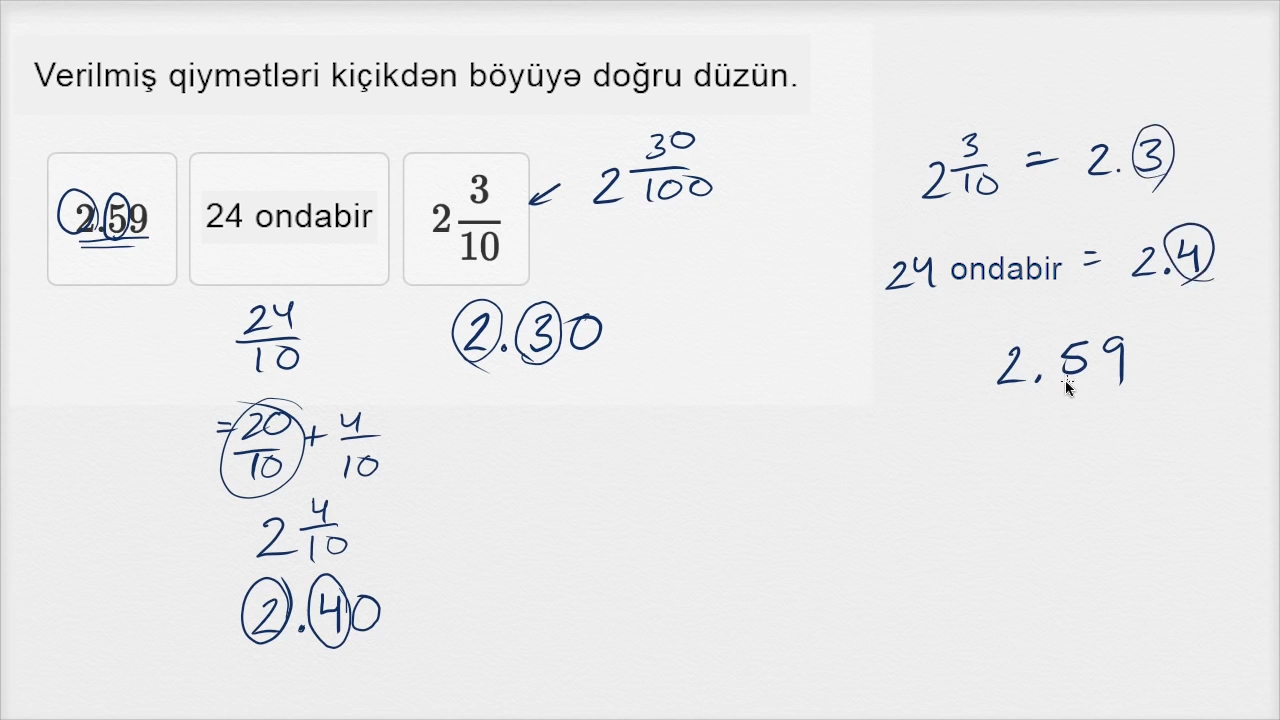 Verilmiş qiymətləri kiçikdən böyüyə doğru düzün.
2.59
24 ondabir
2 3/10
2 30/100
24/10
= 20/10 + 4/10
2 4/10
2.40
2.30
2 3/10 = 2.3
24 ondabir = 2.4
2.59